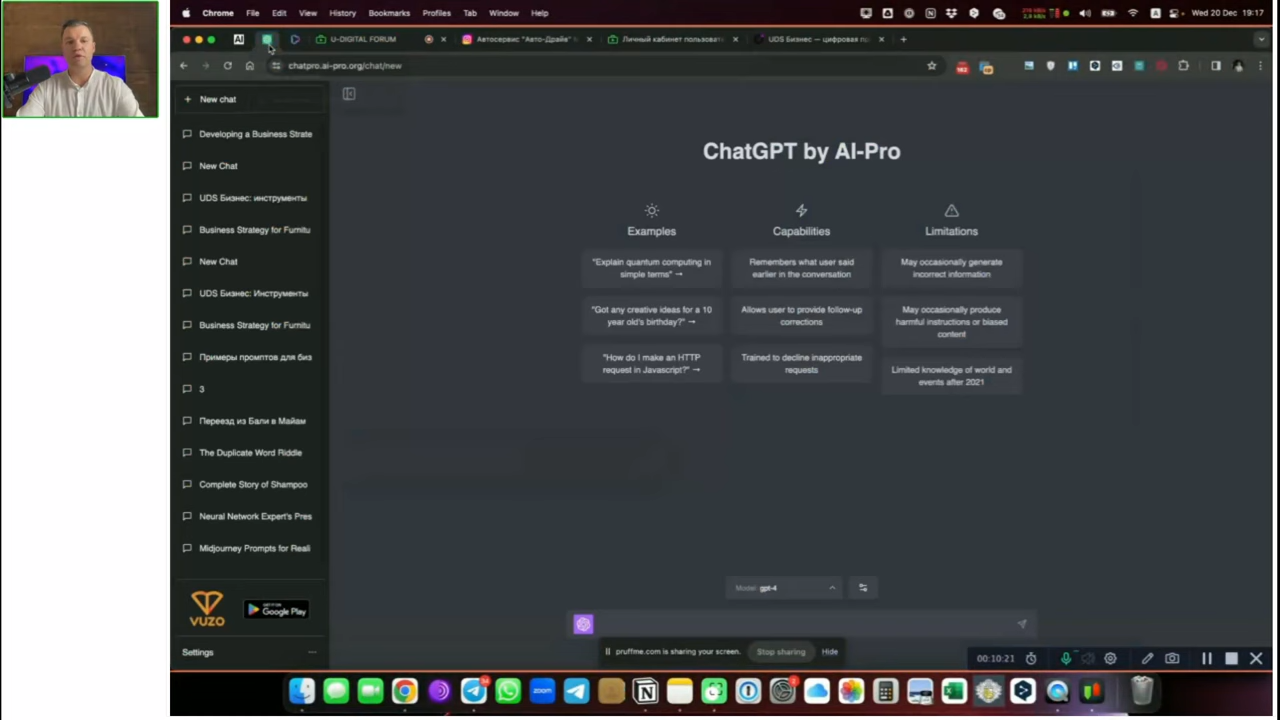 Chrome File Edit View History Bookmarks Profiles Tab Window Help
Wed 20 Dec 19:17
AI U-DIGITAL FORUM Автосервис "Авто-Драйв" Личный кабинет пользоват UDS Бизнес — цифровая п
chatpro.ai-pro.org/chat/new
New chat
Developing a Business Strate
New Chat
UDS Бизнес: инструменты
Business Strategy for Furnitu
New Chat
UDS Бизнес: Инструменты
Business Strategy for Furnitu
Примеры промптов для биз
3
Переезд из Бали в Майам
The Duplicate Word Riddle
Complete Story of Shampoo
Neural Network Expert's Pres
Midjourney Prompts for Reali
VUZO
GET IT ON
Google Play
Settings
ChatGPT by AI-Pro
Examples
"Explain quantum computing in
simple terms" →
"Got any creative ideas for a 10
year old's birthday?" →
"How do I make an HTTP
request in Javascript?" →
Capabilities
Remembers what user said
earlier in the conversation
Allows user to provide follow-up
corrections
Trained to decline inappropriate
requests
Limitations
May occasionally generate
incorrect information
May occasionally produce
harmful instructions or biased
content
Limited knowledge of world and
events after 2021
Model: gpt-4
pruffme.com is sharing your screen. Stop sharing Hide
00:10:21
zoom